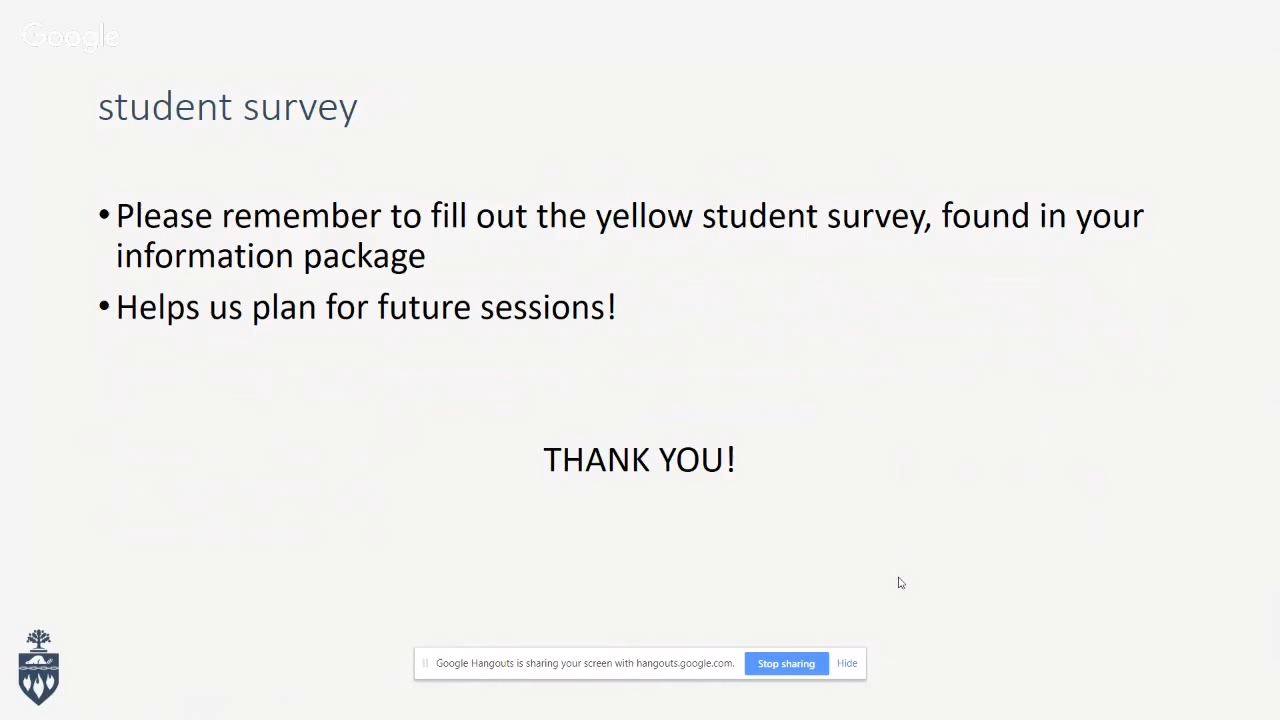 Google
student survey
• Please remember to fill out the yellow student survey, found in your
information package
• Helps us plan for future sessions!
THANK YOU!
Google Hangouts is sharing your screen with hangouts.google.com. Stop sharing Hide